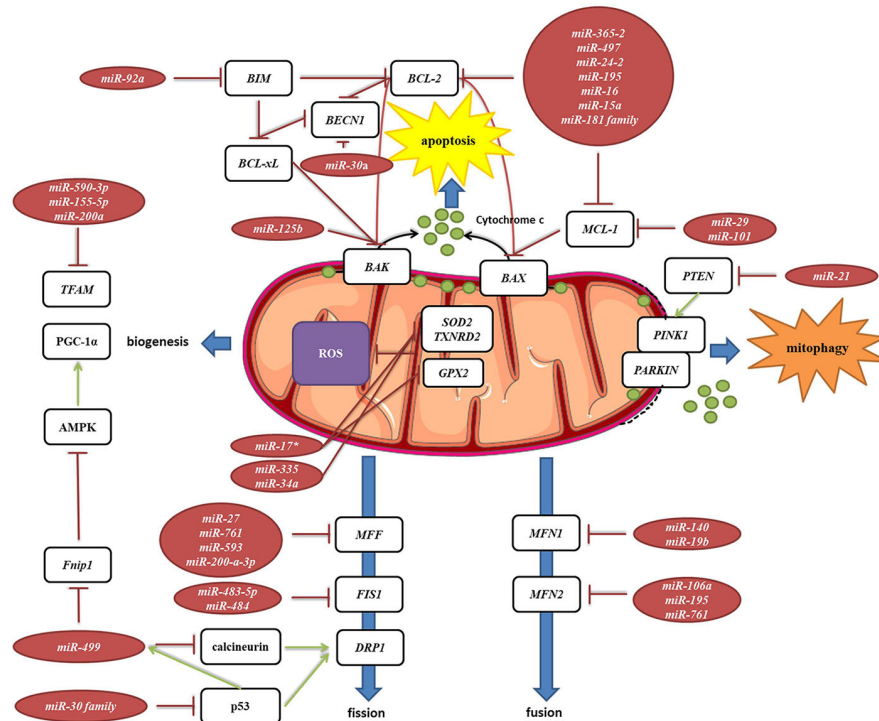 miR-365-2
miR-497
miR-24-2
miR-195
miR-16
miR-15a
miR-181 family
miR-92a
BIM
BCL-2
BECN1
apoptosis
BCL-xL
miR-30a
miR-590-3p
miR-155-5p
miR-200a
miR-125b
Cytochrome c
MCL-1
miR-29
miR-101
BAK
BAX
PTEN
miR-21
TFAM
SOD2
TXNRD2
PGC-1α
biogenesis
ROS
PINK1
mitophagy
GPX2
PARKIN
AMPK
miR-17*
miR-335
miR-34a
miR-27
miR-761
miR-593
miR-200-a-3p
MFF
MFN1
miR-140
miR-19b
Fnip1
miR-483-5p
miR-484
FIS1
MFN2
miR-106a
miR-195
miR-761
miR-499
calcineurin
DRP1
miR-30 family
p53
fission
fusion